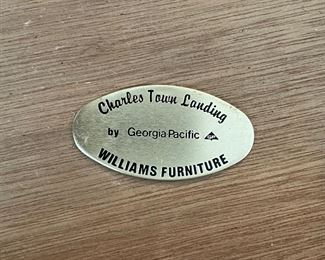 Charles Town Landing
by Georgia Pacific
WILLIAMS FURNITURE